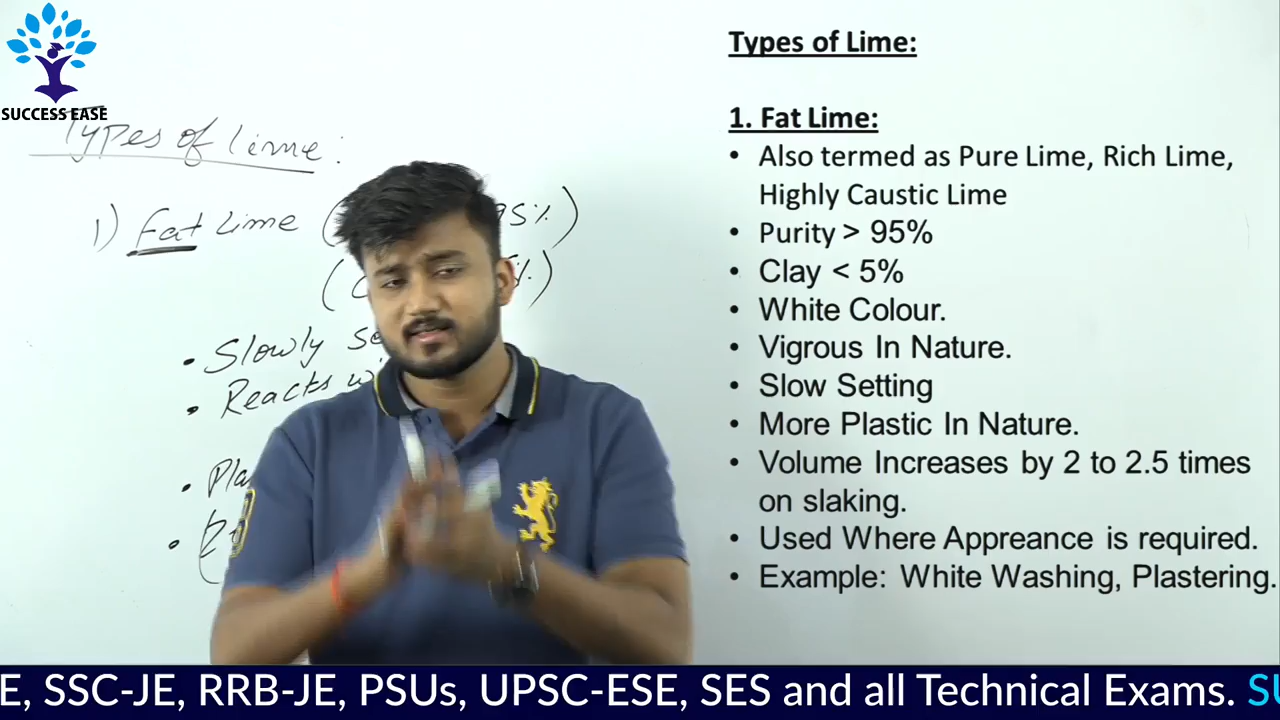 SUCCESS EASE
Types of Lime:
1) Fat Lime ( 95%)
( %)
• Slowly
• Reacts
•
• (2
Types of Lime:
1. Fat Lime:
• Also termed as Pure Lime, Rich Lime,
Highly Caustic Lime
• Purity > 95%
• Clay < 5%
• White Colour.
• Vigrous In Nature.
• Slow Setting
• More Plastic In Nature.
• Volume Increases by 2 to 2.5 times
on slaking.
• Used Where Appreance is required.
• Example: White Washing, Plastering.
E, SSC-JE, RRB-JE, PSUs, UPSC-ESE, SES and all Technical Exams. SU